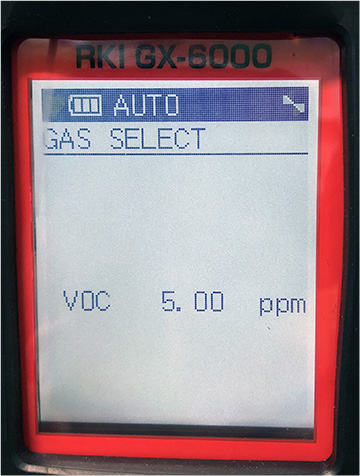 RKI GX-6000
AUTO
GAS SELECT
VOC 5.00 ppm